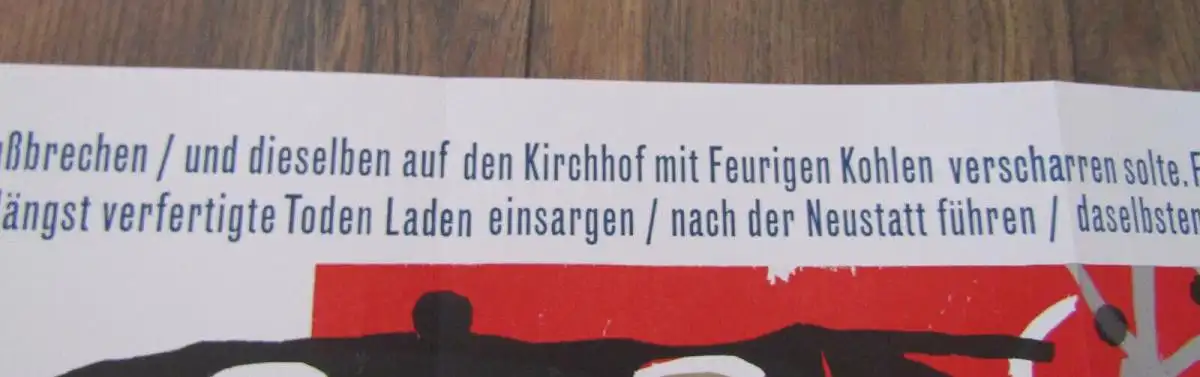 ßbrechen / und dieselben auf den Kirchhof mit Feurigen Kohlen verscharren solte.
längst verfertigte Toden Laden einsargen / nach der Neustatt führen / daselbsten